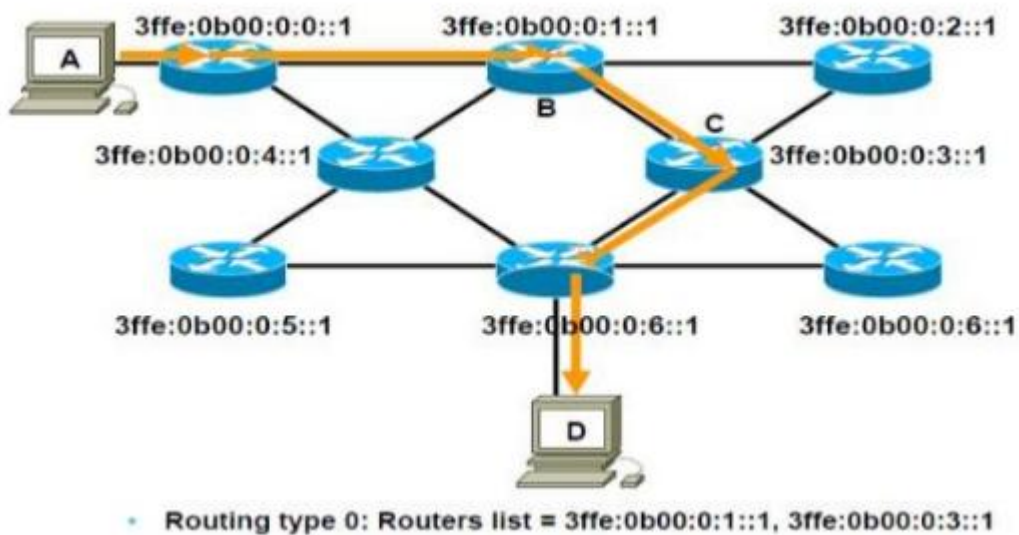 3ffe:0b00:0:0::1 3ffe:0b00:0:1::1 3ffe:0b00:0:2::1
A
B
C
3ffe:0b00:0:4::1 3ffe:0b00:0:3::1
3ffe:0b00:0:5::1 3ffe:0b00:0:6::1 3ffe:0b00:0:6::1
D
• Routing type 0: Routers list = 3ffe:0b00:0:1::1, 3ffe:0b00:0:3::1